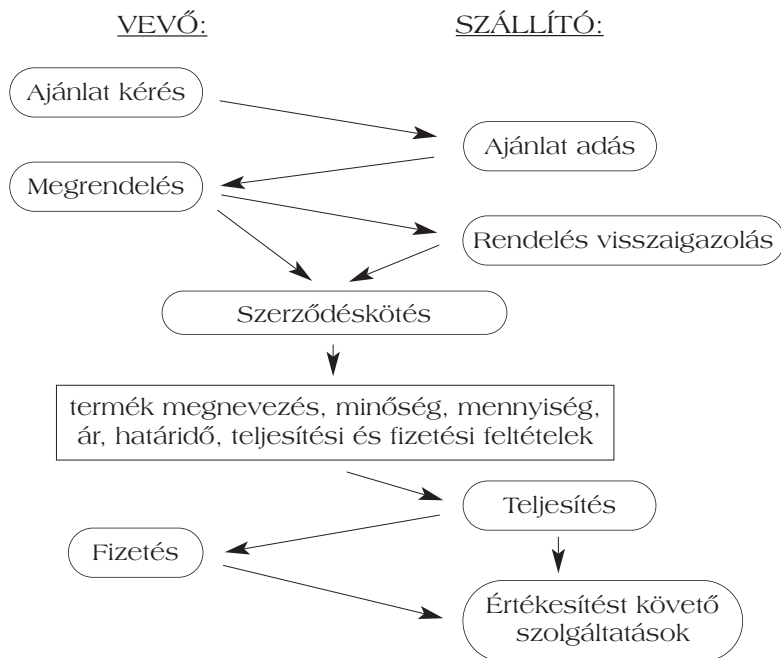 VEVŐ:
SZÁLLÍTÓ:
Ajánlat kérés
Ajánlat adás
Megrendelés
Rendelés visszaigazolás
Szerződéskötés
termék megnevezés, minőség, mennyiség,
ár, határidő, teljesítési és fizetési feltételek
Teljesítés
Fizetés
Értékesítést követő
szolgáltatások